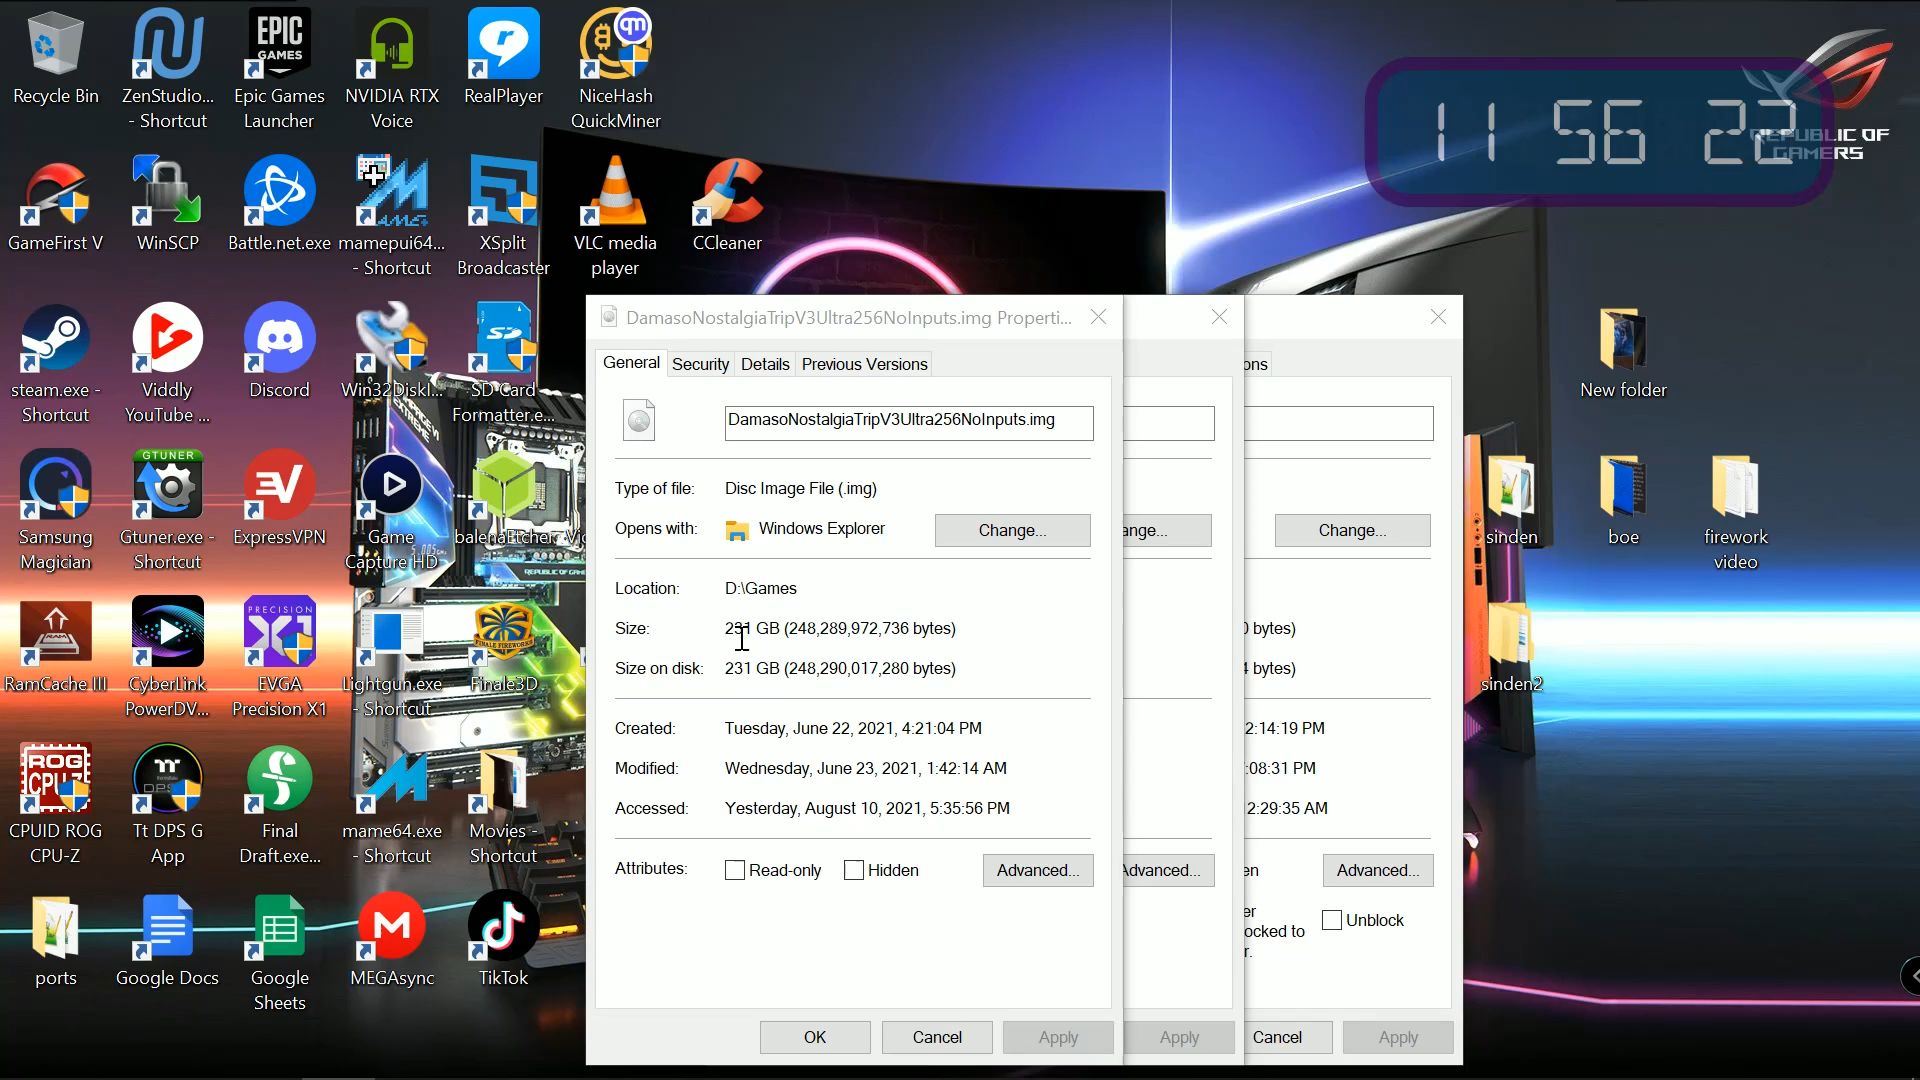 Recycle Bin
ZenStudio...
- Shortcut
EPIC
GAMES
Epic Games
Launcher
NVIDIA RTX
Voice
RealPlayer
NiceHash
QuickMiner
11 56 22
REPUBLIC OF
GAMERS
GameFirst V
WinSCP
Battle.net.exe
mamepui64...
- Shortcut
XSplit
Broadcaster
VLC media
player
CCleaner
steam.exe -
Shortcut
Viddly
YouTube ...
Discord
Win32DiskI...
SD Card
Formatter.e...
New folder
Samsung
Magician
GTUNER
Gtuner.exe -
Shortcut
ExpressVPN
Game
Capture HD
balenaEtcher
sinden
boe
firework
video
RamCache III
CyberLink
PowerDV...
PRECISION
X1
EVGA
Precision X1
Lightgun.exe
- Shortcut
Finale3D
sinden2
ROG
CPU-Z
CPUID ROG
CPU-Z
Tt DPS G
App
Final
Draft.exe...
mame64.exe
- Shortcut
Movies -
Shortcut
ports
Google Docs
Google
Sheets
MEGAsync
TikTok
DamasoNostalgiaTripV3Ultra256NoInputs.img Properti...
General Security Details Previous Versions
DamasoNostalgiaTripV3Ultra256NoInputs.img
Type of file: Disc Image File (.img)
Opens with: Windows Explorer Change...
Location: D:\Games
Size: 231 GB (248,289,972,736 bytes)
Size on disk: 231 GB (248,290,017,280 bytes)
Created: Tuesday, June 22, 2021, 4:21:04 PM
Modified: Wednesday, June 23, 2021, 1:42:14 AM
Accessed: Yesterday, August 10, 2021, 5:35:56 PM
Attributes: Read-only Hidden Advanced...
OK Cancel Apply
ange...
Advanced...
Apply
ons
Change...
0 bytes)
4 bytes)
2:14:19 PM
:08:31 PM
2:29:35 AM
en Advanced...
er
ocked to
r.
Unblock
Cancel Apply